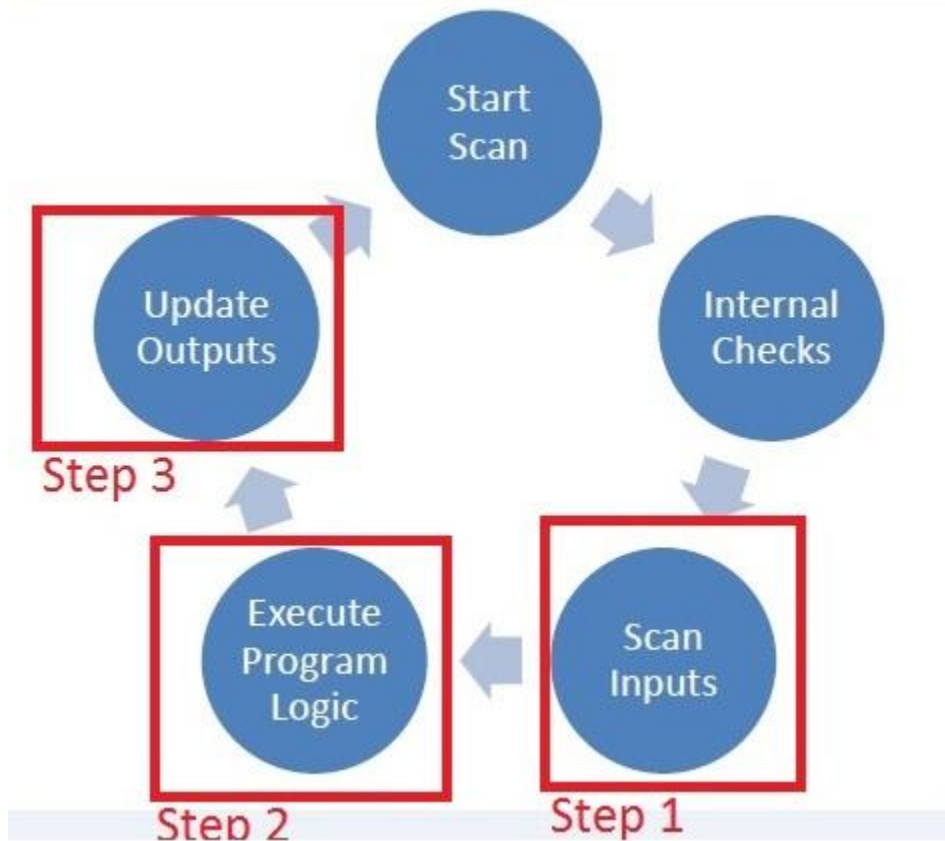 Start
Scan
Internal
Checks
Scan
Inputs
Step 1
Execute
Program
Logic
Step 2
Update
Outputs
Step 3